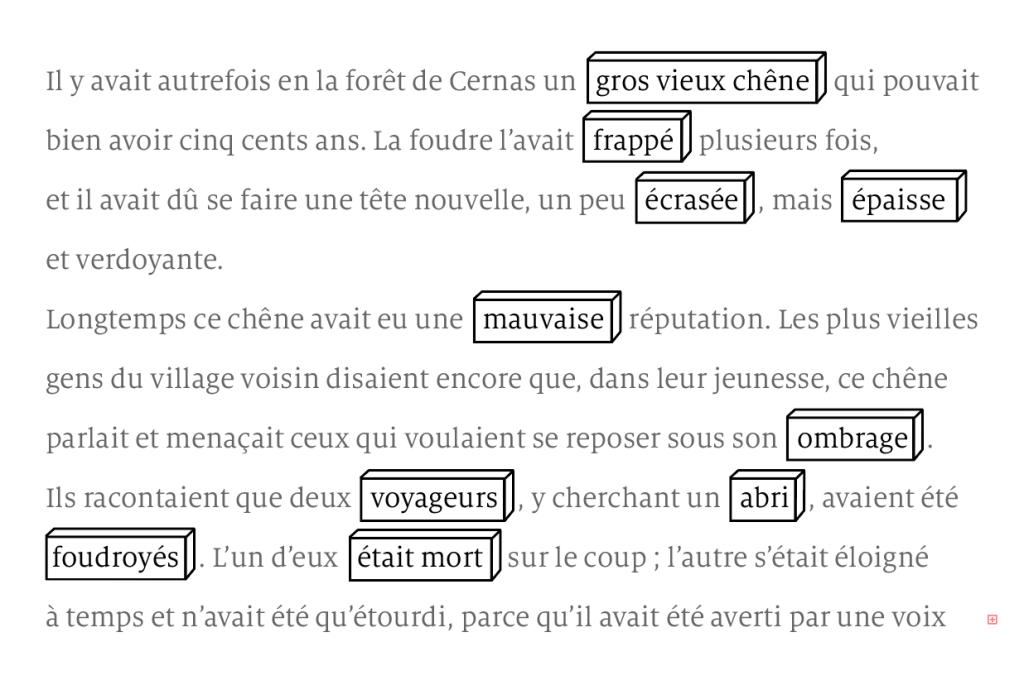 Il y avait autrefois en la forêt de Cernas un gros vieux chêne qui pouvait
bien avoir cinq cents ans. La foudre l’avait frappé plusieurs fois,
et il avait dû se faire une tête nouvelle, un peu écrasée, mais épaisse
et verdoyante.
Longtemps ce chêne avait eu une mauvaise réputation. Les plus vieilles
gens du village voisin disaient encore que, dans leur jeunesse, ce chêne
parlait et menaçait ceux qui voulaient se reposer sous son ombrage.
Ils racontaient que deux voyageurs, y cherchant un abri, avaient été
foudroyés. L’un d’eux était mort sur le coup ; l’autre s’était éloigné
à temps et n’avait été qu’étourdi, parce qu’il avait été averti par une voix